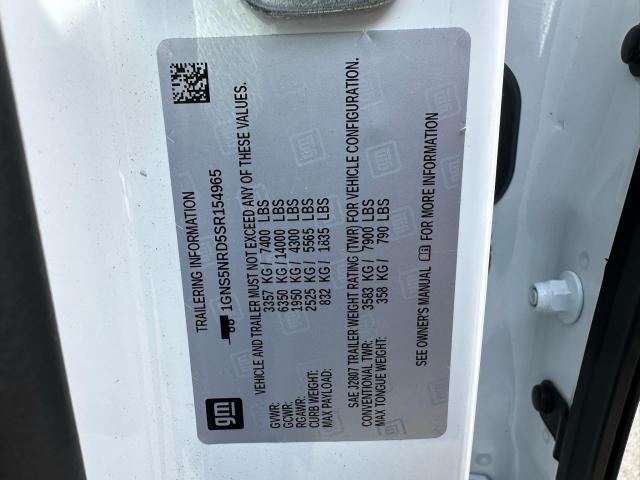 TRAILERING INFORMATION
1GNS5NRD5SR154965
VEHICLE AND TRAILER MUST NOT EXCEED ANY OF THESE VALUES.
GVWR: 3357 KG / 7400 LBS
GCWR: 6350 KG / 14000 LBS
RGAWR: 1950 KG / 4300 LBS
CURB WEIGHT: 2525 KG / 5565 LBS
MAX PAYLOAD: 832 KG / 1835 LBS
SAE J2807 TRAILER WEIGHT RATING (TWR) FOR VEHICLE CONFIGURATION.
CONVENTIONAL TWR: 3583 KG / 7900 LBS
MAX TONGUE WEIGHT: 358 KG / 790 LBS
SEE OWNER'S MANUAL FOR MORE INFORMATION
gm